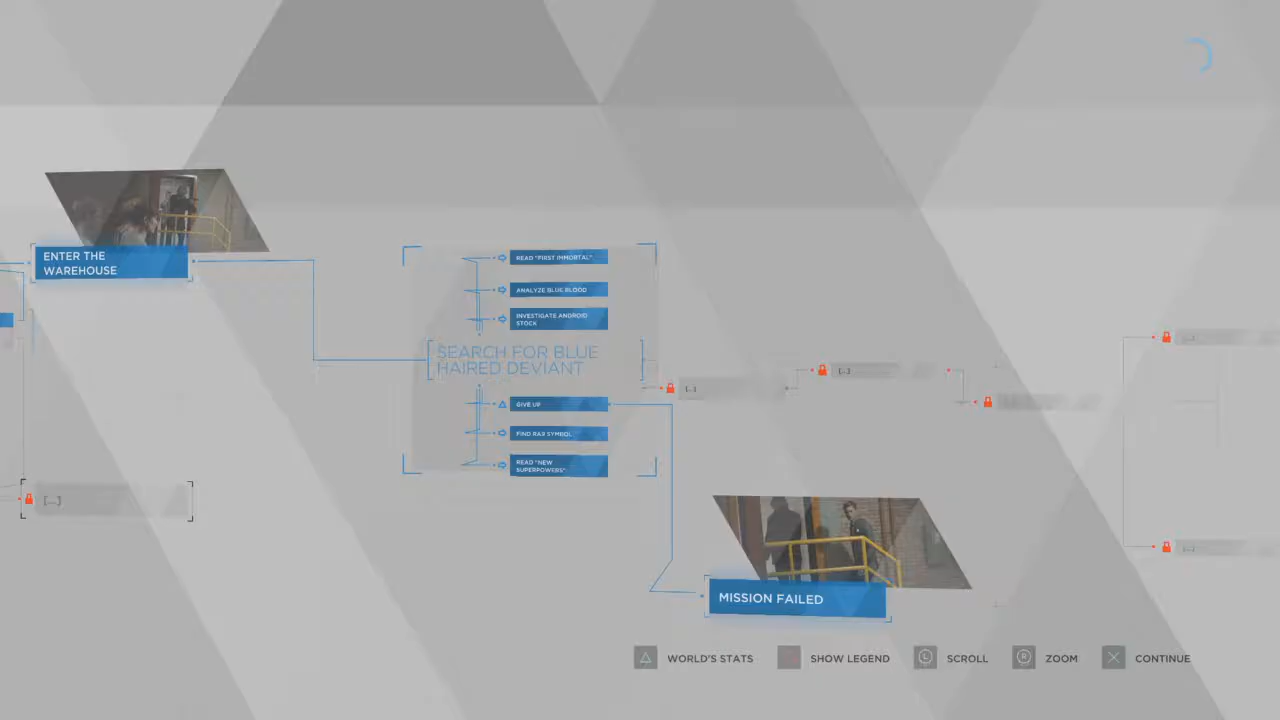 ENTER THE
WAREHOUSE
READ "FIRST IMMORTAL"
ANALYZE BLUE BLOOD
INVESTIGATE ANDROID
STOCK
SEARCH FOR BLUE
HAIRED DEVIANT
[...]
[...]
[...]
GIVE UP
FIND RA9 SYMBOL
READ "NEW
SUPERPOWERS"
[...]
[...]
MISSION FAILED
WORLD'S STATS
SHOW LEGEND
L
SCROLL
R
ZOOM
CONTINUE